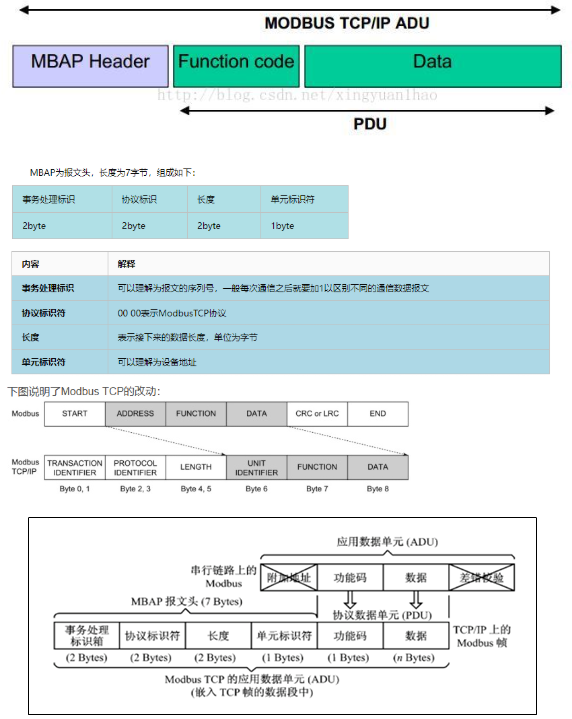 MODBUS TCP/IP ADU
MBAP Header Function code Data
http://blog.csdn.net/xingyuanlhao
PDU
MBAP为报文头，长度为7字节，组成如下：
事务处理标识 协议标识 长度 单元标识符
2byte 2byte 2byte 1byte
内容 解释
事务处理标识 可以理解为报文的序列号，一般每次通信之后就要加1以区别不同的通信数据报文
协议标识符 00 00表示ModbusTCP协议
长度 表示接下来的数据长度，单位为字节
单元标识符 可以理解为设备地址
下图说明了Modbus TCP的改动：
Modbus START ADDRESS FUNCTION DATA CRC or LRC END
Modbus TCP/IP TRANSACTION IDENTIFIER PROTOCOL IDENTIFIER LENGTH UNIT IDENTIFIER FUNCTION DATA
Byte 0, 1 Byte 2, 3 Byte 4, 5 Byte 6 Byte 7 Byte 8
应用数据单元 (ADU)
串行链路上的 Modbus 附加地址 功能码 数据 差错校验
MBAP 报文头 (7 Bytes) 协议数据单元 (PDU)
事务处理标识箱 协议标识符 长度 单元标识符 功能码 数据 TCP/IP 上的 Modbus 帧
(2 Bytes) (2 Bytes) (2 Bytes) (1 Bytes) (1 Bytes) (n Bytes)
Modbus TCP 的应用数据单元 (ADU)
(嵌入 TCP 帧的数据段中)